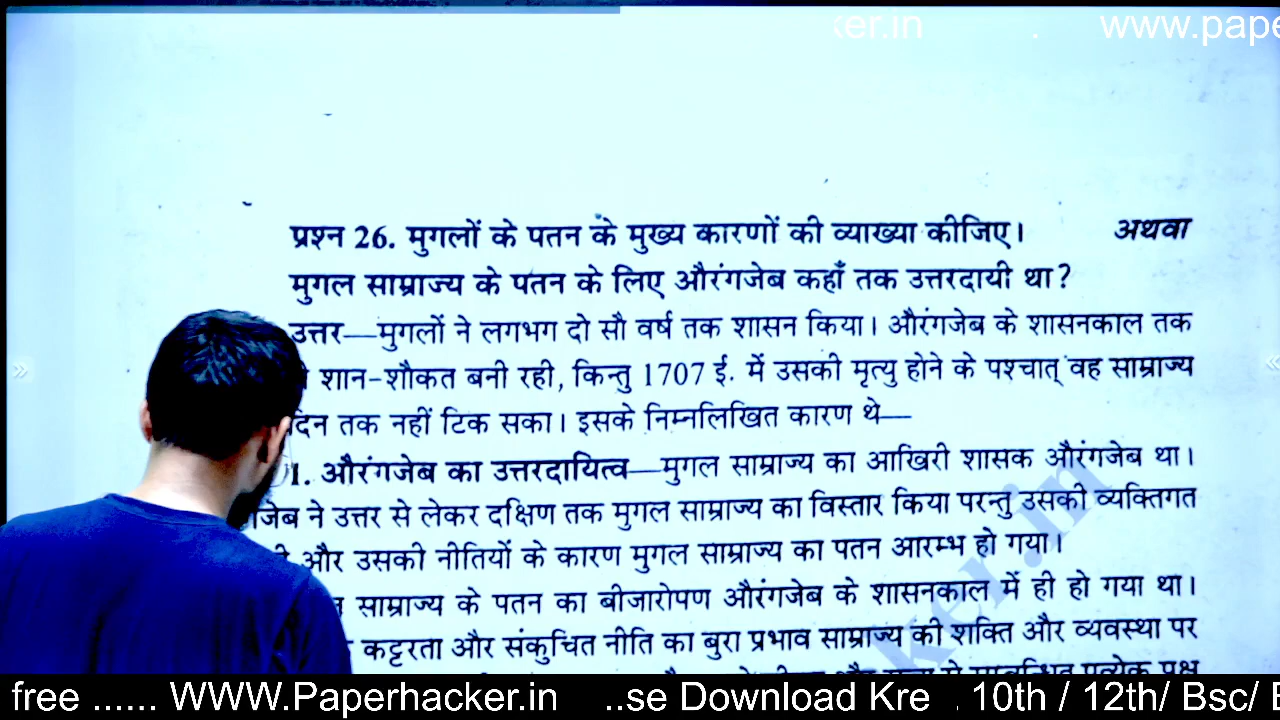 ker.in . www.pape
प्रश्न 26. मुगलों के पतन के मुख्य कारणों की व्याख्या कीजिए। अथवा
मुगल साम्राज्य के पतन के लिए औरंगजेब कहाँ तक उत्तरदायी था?
उत्तर—मुगलों ने लगभग दो सौ वर्ष तक शासन किया। औरंगजेब के शासनकाल तक
शान-शौकत बनी रही, किन्तु 1707 ई. में उसकी मृत्यु होने के पश्चात् वह साम्राज्य
दिन तक नहीं टिक सका। इसके निम्नलिखित कारण थे—
1. औरंगजेब का उत्तरदायित्व—मुगल साम्राज्य का आखिरी शासक औरंगजेब था।
जेब ने उत्तर से लेकर दक्षिण तक मुगल साम्राज्य का विस्तार किया परन्तु उसकी व्यक्तिगत
और उसकी नीतियों के कारण मुगल साम्राज्य का पतन आरम्भ हो गया।
साम्राज्य के पतन का बीजारोपण औरंगजेब के शासनकाल में ही हो गया था।
कट्टरता और संकुचित नीति का बुरा प्रभाव साम्राज्य की शक्ति और व्यवस्था पर
ker.in
free ...... WWW.Paperhacker.in ..se Download Kre . 10th / 12th/ Bsc/ B